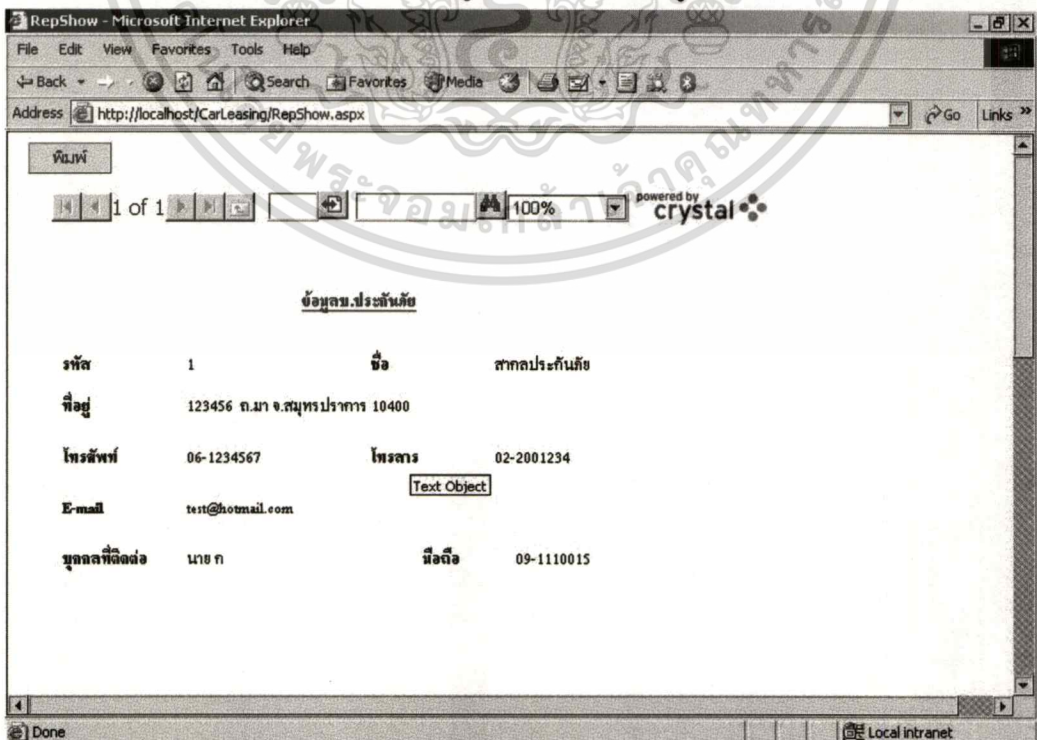 RepShow - Microsoft Internet Explorer
File Edit View Favorites Tools Help
Back Search Favorites Media
Address http://localhost/CarLeasing/RepShow.aspx Go Links »
พิมพ์
1 of 1 100% powered by crystal
ข้อมูลบ.ประกันภัย
รหัส 1 ชื่อ สากลประกันภัย
ที่อยู่ 123456 ถ.มา จ.สมุทรปราการ 10400
โทรศัพท์ 06-1234567 โทรสาร 02-2001234
Text Object
E-mail test@hotmail.com
บุคคลที่ติดต่อ นาย ก มือถือ 09-1110015
Done Local intranet